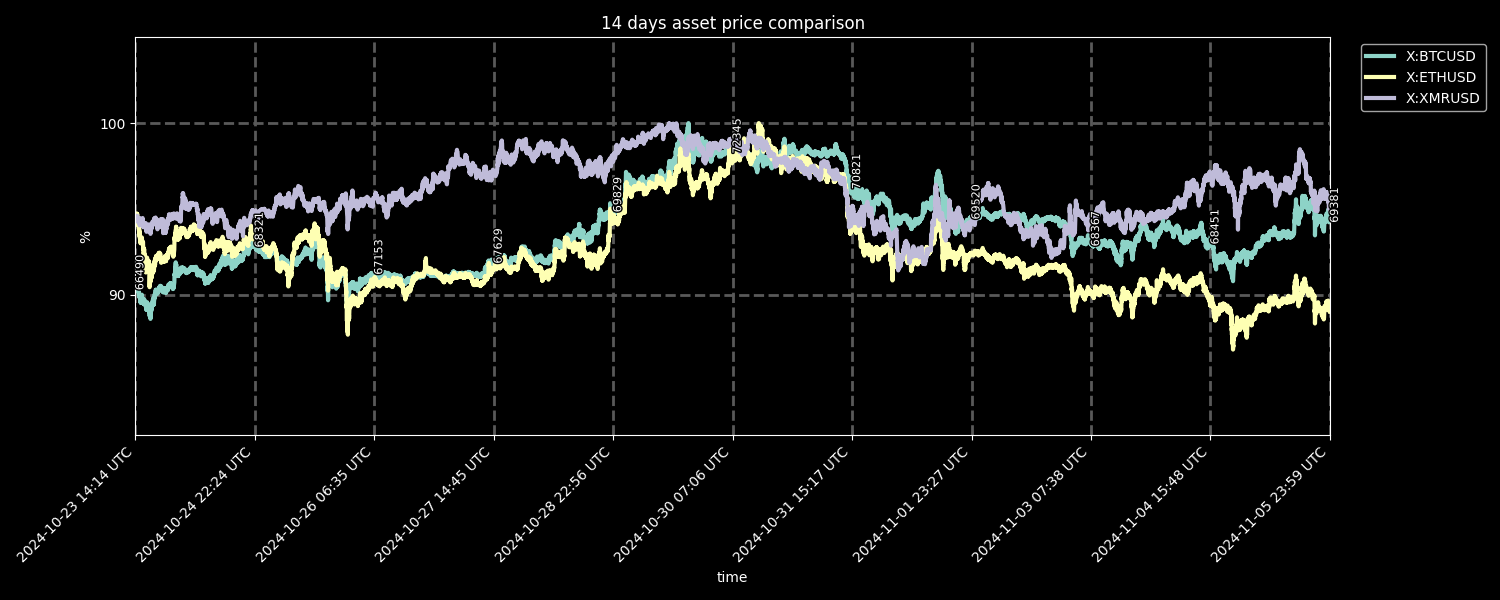 14 days asset price comparison
X:BTCUSD
X:ETHUSD
X:XMRUSD
100
90
%
66490
68321
67153
67629
69829
72345
70821
69520
68367
68451
69381
2024-10-23 14:14 UTC
2024-10-24 22:24 UTC
2024-10-26 06:35 UTC
2024-10-27 14:45 UTC
2024-10-28 22:56 UTC
2024-10-30 07:06 UTC
2024-10-31 15:17 UTC
2024-11-01 23:27 UTC
2024-11-03 07:38 UTC
2024-11-04 15:48 UTC
2024-11-05 23:59 UTC
time